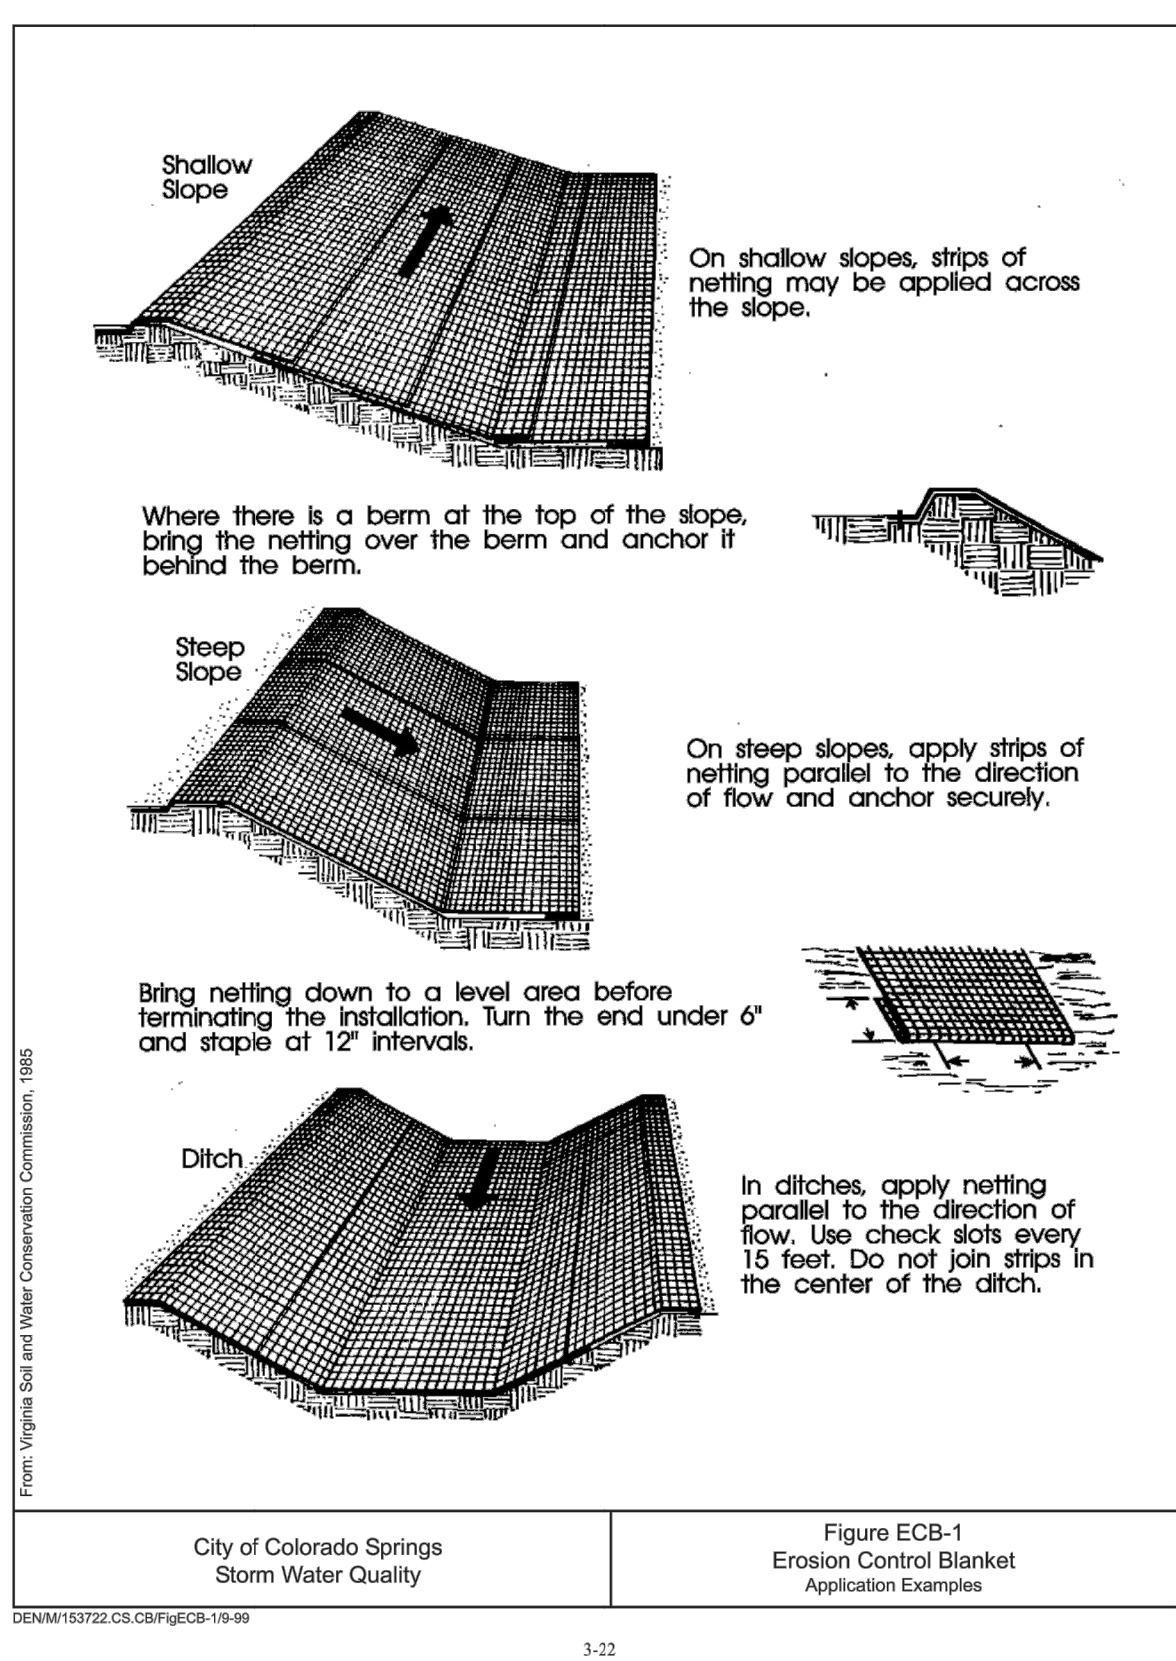 Shallow
Slope
On shallow slopes, strips of
netting may be applied across
the slope.
Where there is a berm at the top of the slope,
bring the netting over the berm and anchor it
behind the berm.
Steep
Slope
On steep slopes, apply strips of
netting parallel to the direction
of flow and anchor securely.
Bring netting down to a level area before
terminating the installation. Turn the end under 6"
and staple at 12" intervals.
Ditch
In ditches, apply netting
parallel to the direction of
flow. Use check slots every
15 feet. Do not join strips in
the center of the ditch.
From: Virginia Soil and Water Conservation Commission, 1985
City of Colorado Springs
Storm Water Quality
Figure ECB-1
Erosion Control Blanket
Application Examples
DEN/M/153722.CS.CB/FigECB-1/9-99
3-22